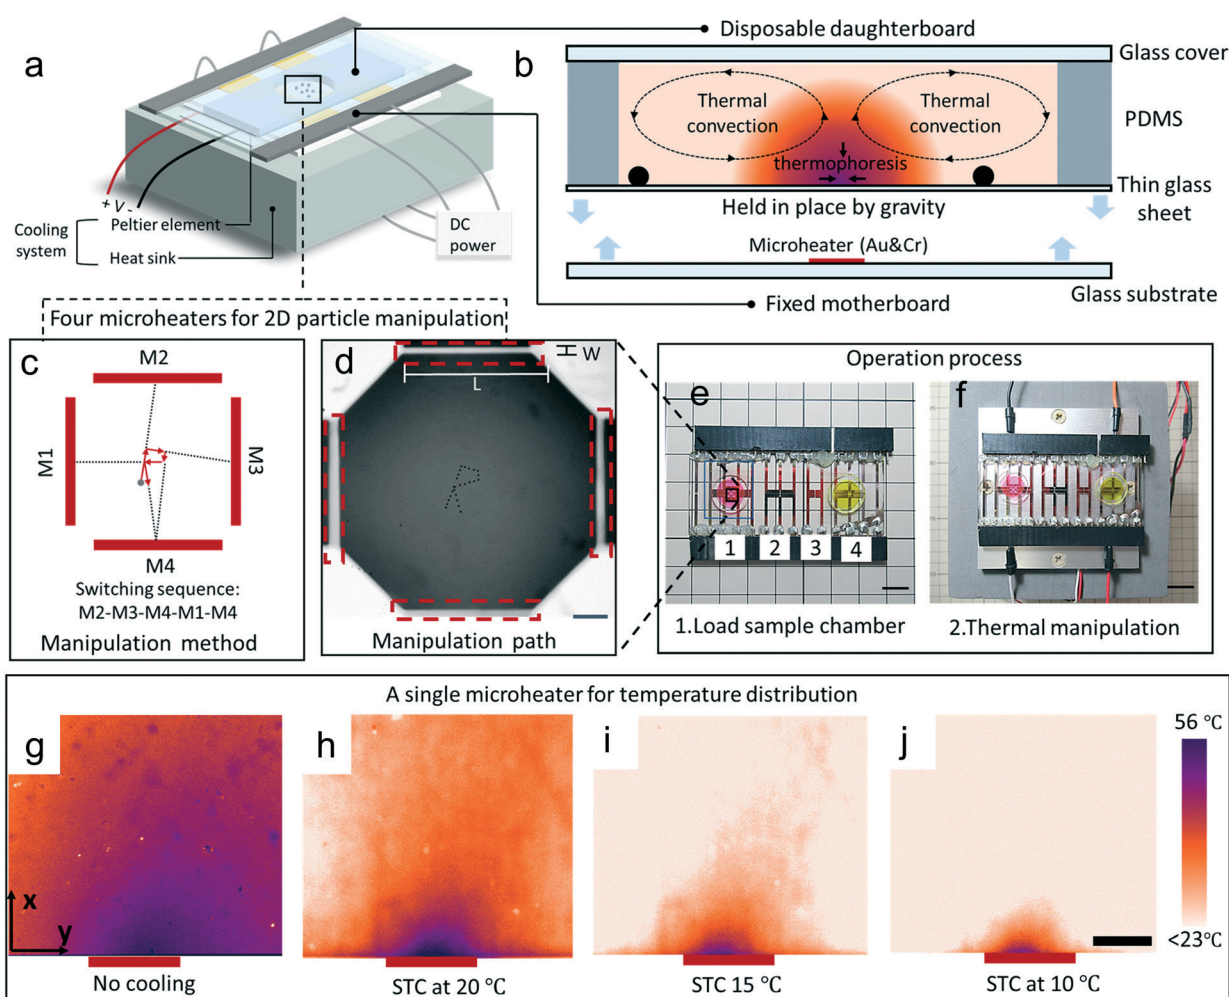 a
Disposable daughterboard
b
Glass cover
Thermal
convection
Thermal
convection
PDMS
thermophoresis
Thin glass
sheet
Held in place by gravity
Microheater (Au&Cr)
Glass substrate
Fixed motherboard
+ V -
Cooling
system
Peltier element
Heat sink
DC
power
Four microheaters for 2D particle manipulation
c
M2
M1
M3
M4
Switching sequence:
M2-M3-M4-M1-M4
Manipulation method
d
W
L
Manipulation path
Operation process
e
1
2
3
4
1.Load sample chamber
f
2.Thermal manipulation
A single microheater for temperature distribution
g
x
y
No cooling
h
STC at 20 °C
i
STC 15 °C
j
STC at 10 °C
56 °C
<23°C